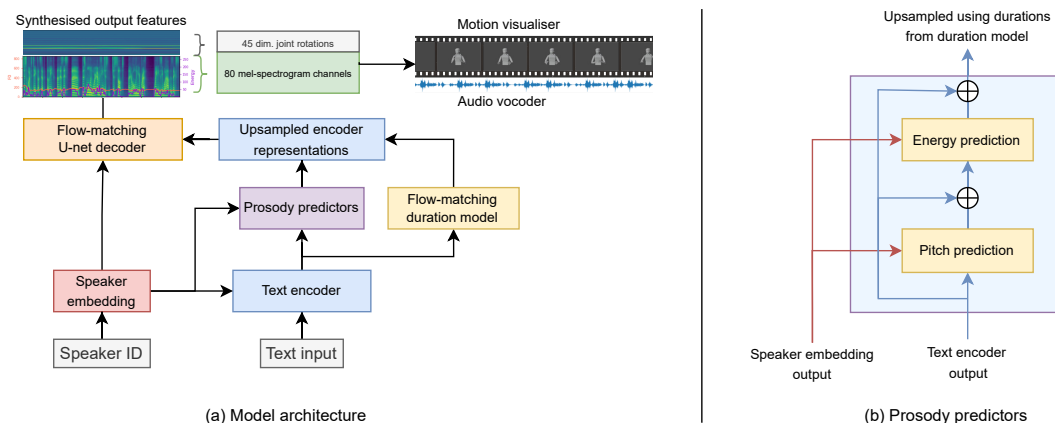 Synthesised output features
45 dim. joint rotations
80 mel-spectrogram channels
Motion visualiser
Audio vocoder
Flow-matching
U-net decoder
Upsampled encoder
representations
Prosody predictors
Flow-matching
duration model
Speaker
embedding
Text encoder
Speaker ID
Text input
(a) Model architecture
Upsampled using durations
from duration model
Energy prediction
Pitch prediction
Speaker embedding
output
Text encoder
output
(b) Prosody predictors